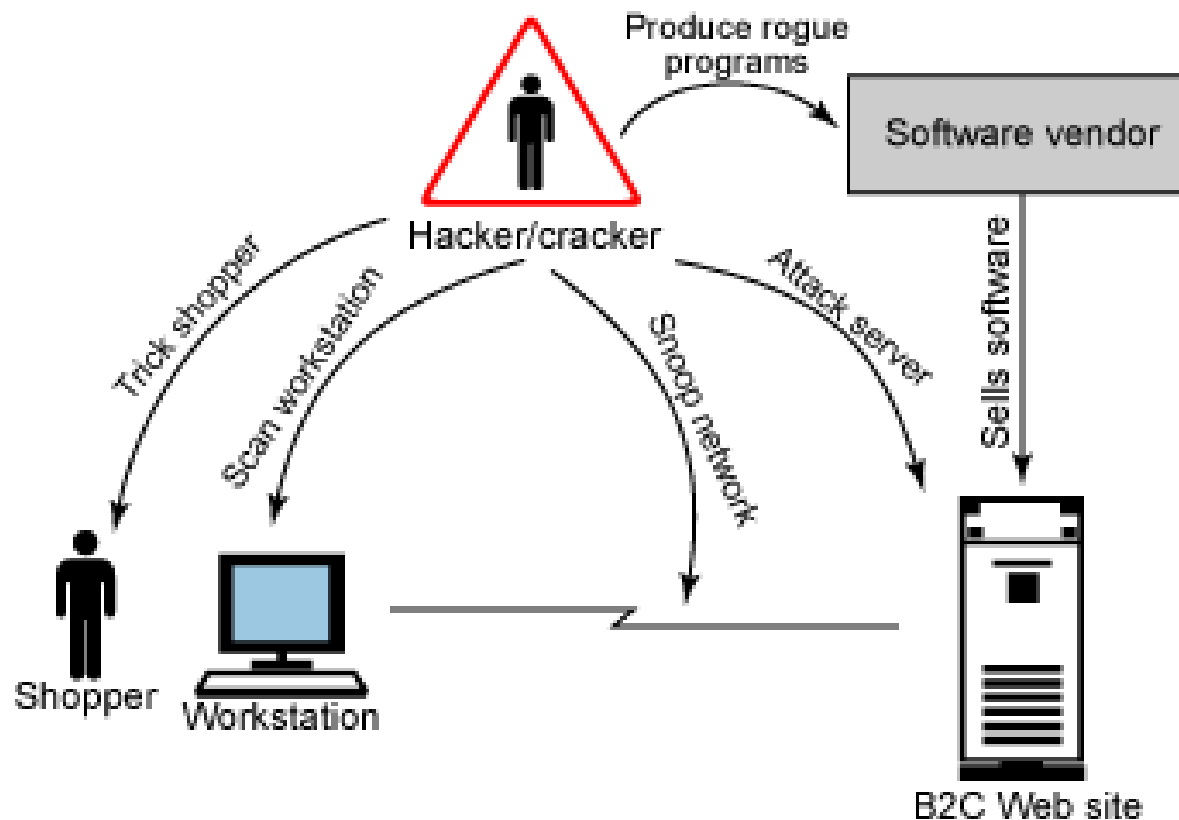 Produce rogue
programs
Software vendor
Hacker/cracker
Trick shopper
Scan workstation
Snoop network
Attack server
Sells software
Shopper
Workstation
B2C Web site